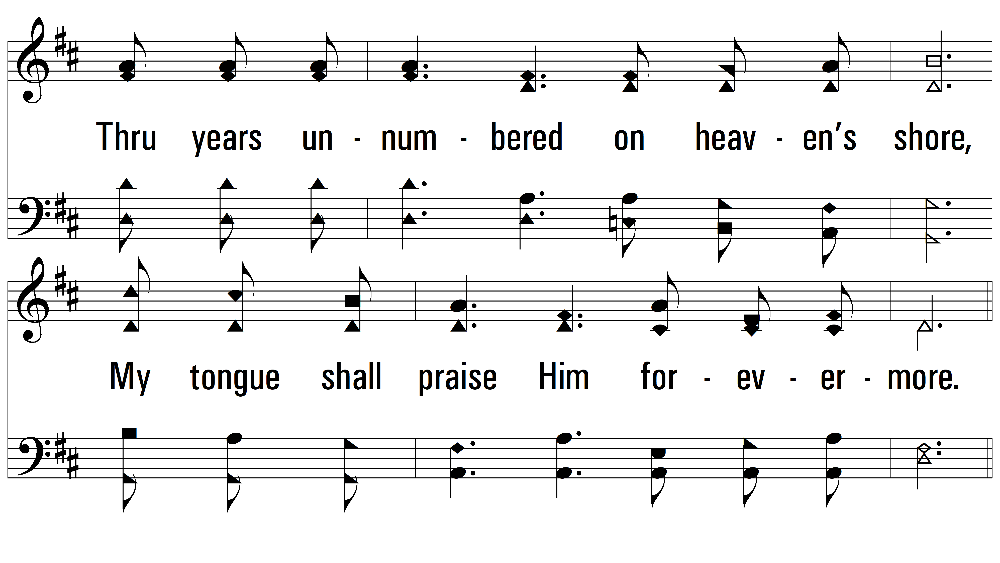 Thru years un - num - bered on heav - en’s shore,
My tongue shall praise Him for - ev - er - more.